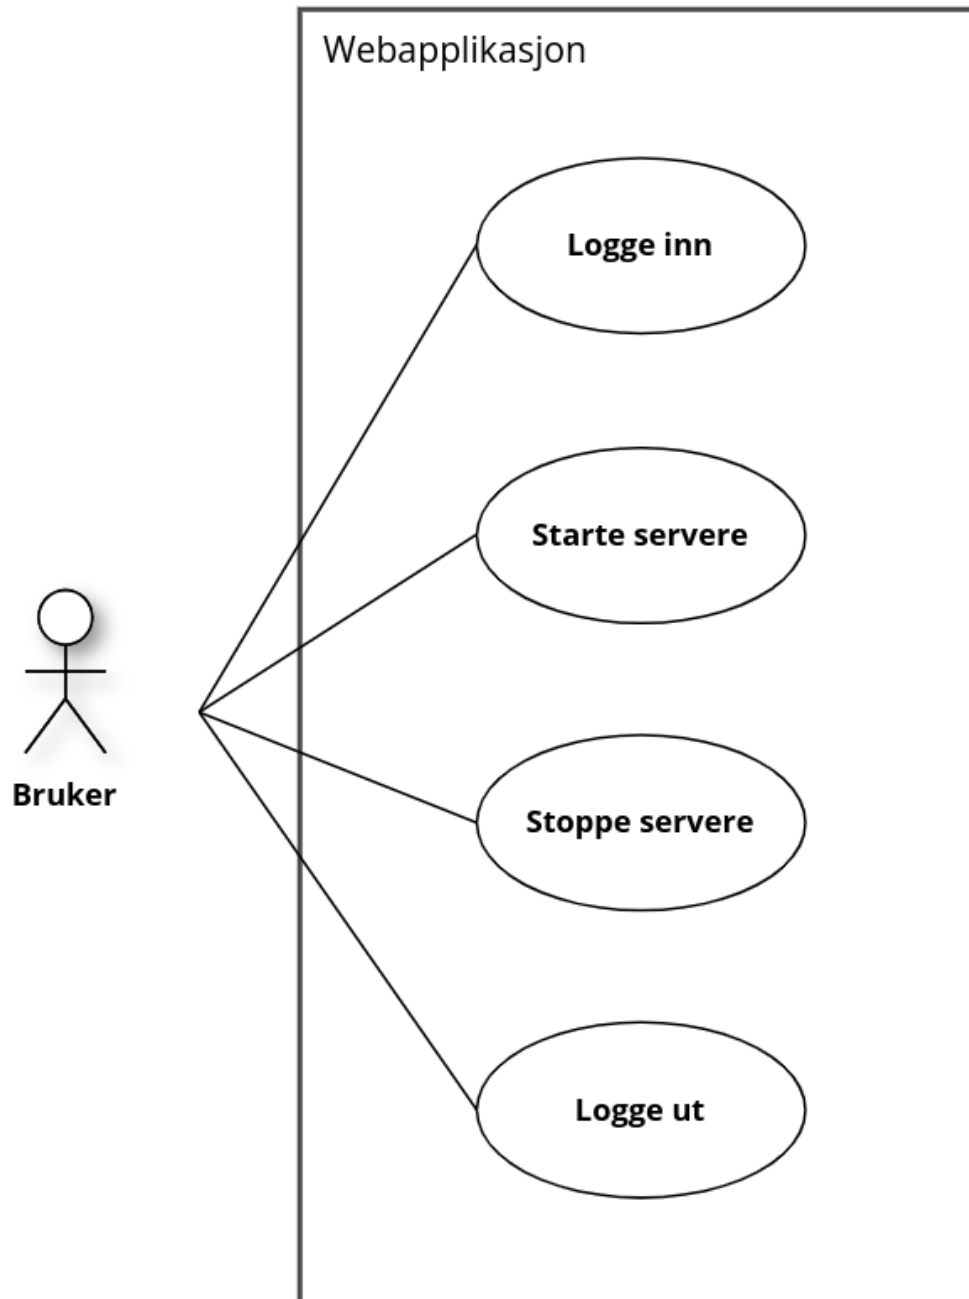 Webapplikasjon
Logge inn
Starte servere
Bruker
Stoppe servere
Logge ut